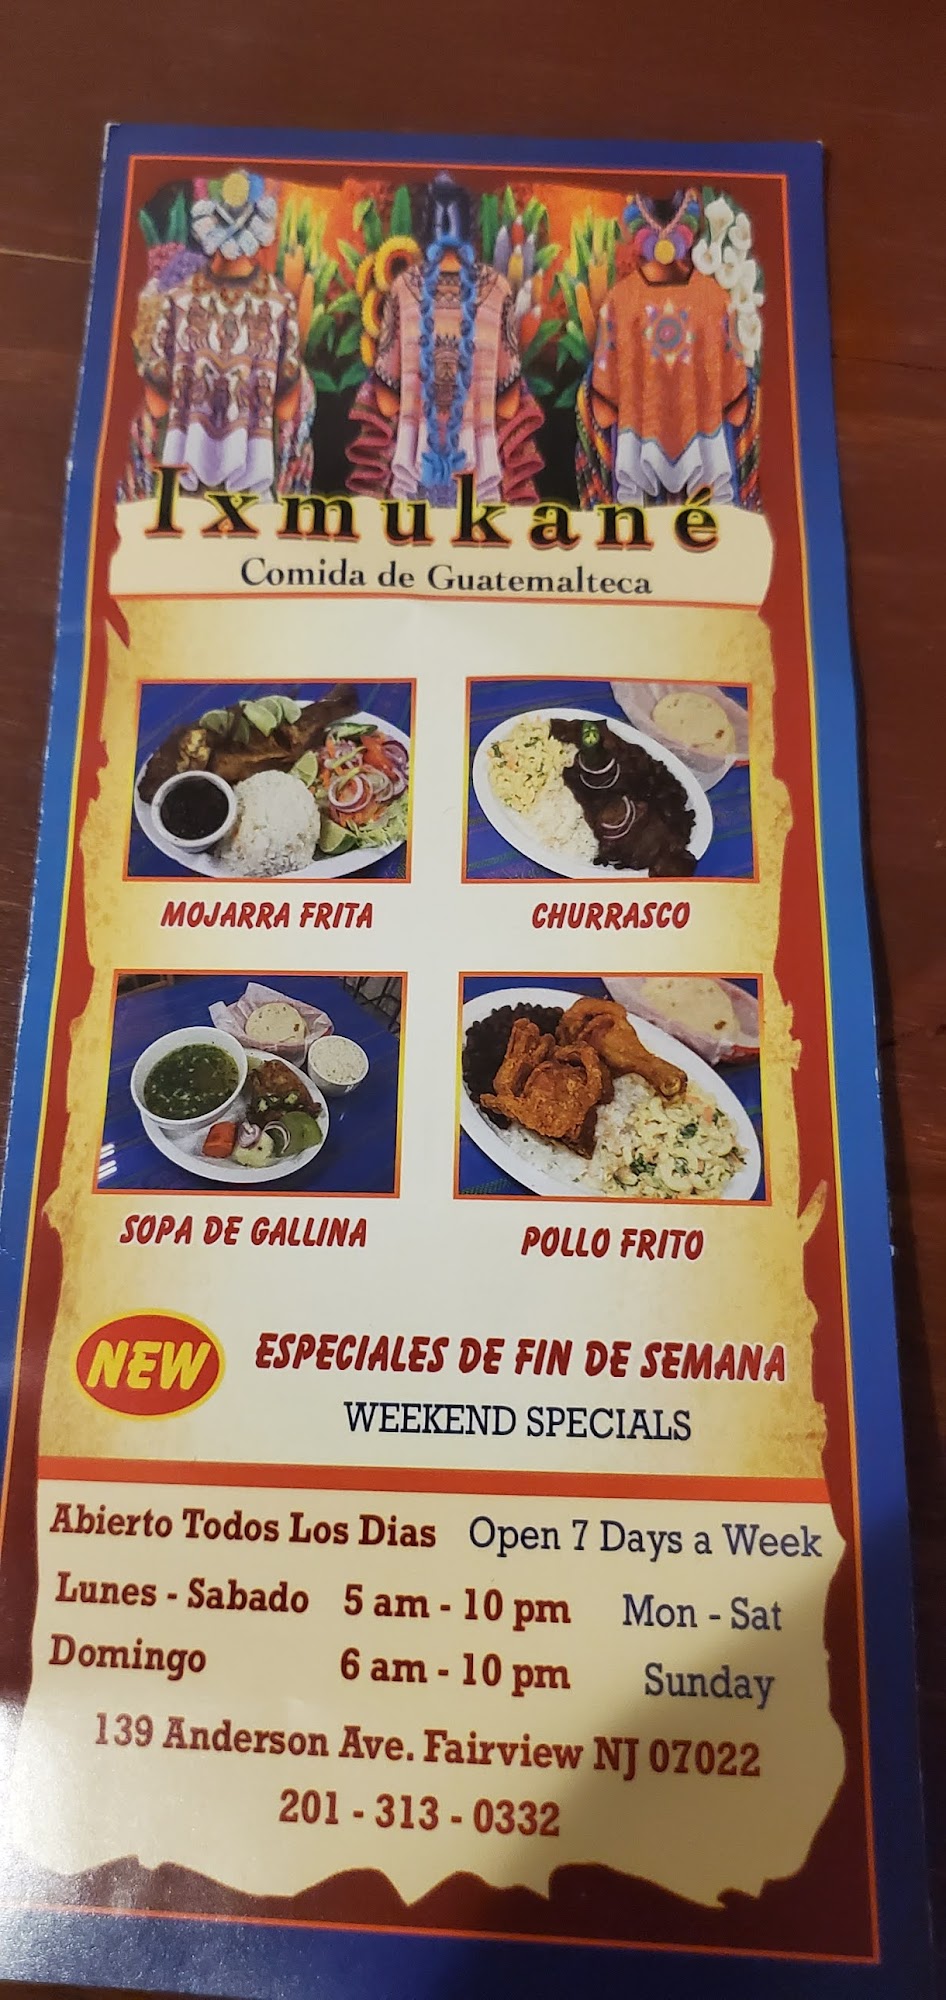 Ixmukané
Comida de Guatemalteca
MOJARRA FRITA
CHURRASCO
SOPA DE GALLINA
POLLO FRITO
NEW
ESPECIALES DE FIN DE SEMANA
WEEKEND SPECIALS
Abierto Todos Los Dias Open 7 Days a Week
Lunes - Sabado 5 am - 10 pm Mon - Sat
Domingo 6 am - 10 pm Sunday
139 Anderson Ave. Fairview NJ 07022
201 - 313 - 0332